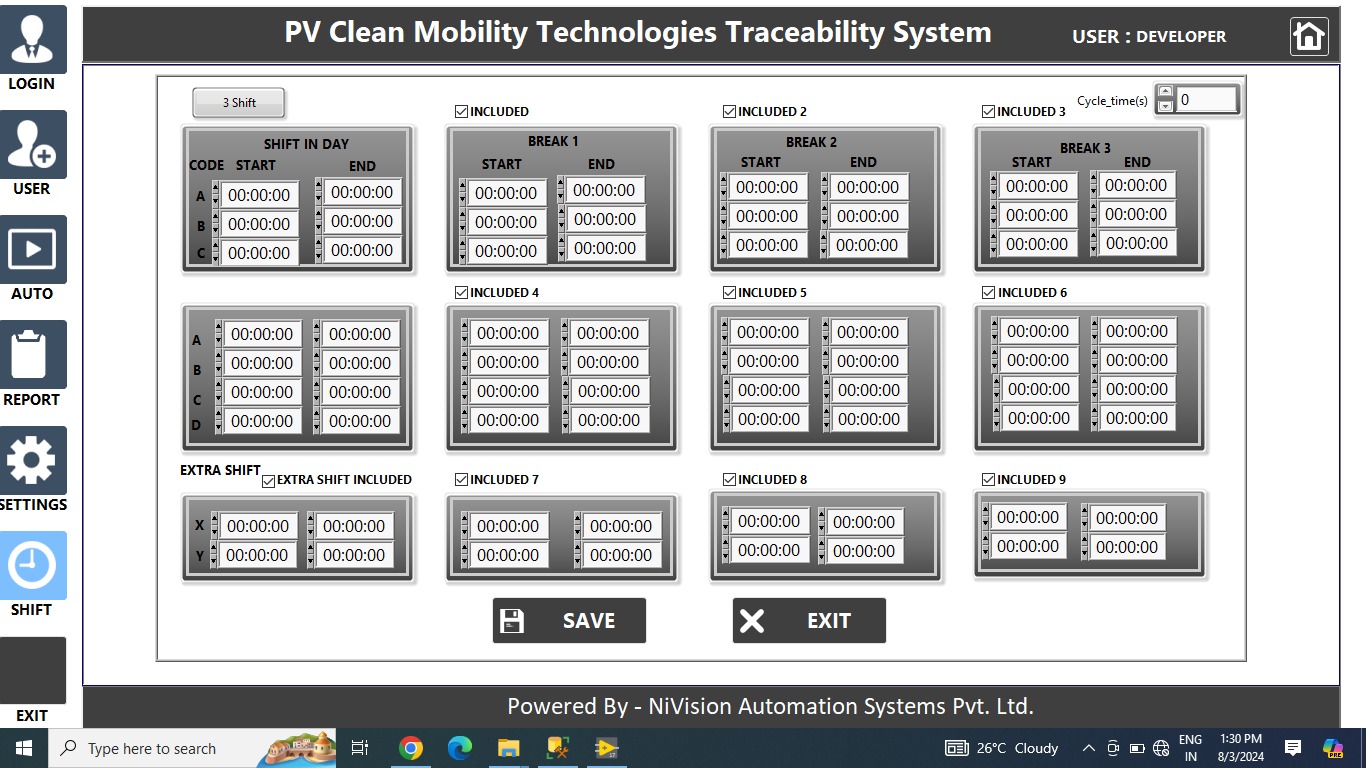 PV Clean Mobility Technologies Traceability System
USER : DEVELOPER
LOGIN
USER
AUTO
REPORT
SETTINGS
SHIFT
EXIT
3 Shift
Cycle_time(s) 0
SHIFT IN DAY
CODE START END
A 00:00:00 00:00:00
B 00:00:00 00:00:00
C 00:00:00 00:00:00
INCLUDED
BREAK 1
START END
00:00:00 00:00:00
00:00:00 00:00:00
00:00:00 00:00:00
INCLUDED 2
BREAK 2
START END
00:00:00 00:00:00
00:00:00 00:00:00
00:00:00 00:00:00
INCLUDED 3
BREAK 3
START END
00:00:00 00:00:00
00:00:00 00:00:00
00:00:00 00:00:00
A 00:00:00 00:00:00
B 00:00:00 00:00:00
C 00:00:00 00:00:00
D 00:00:00 00:00:00
INCLUDED 4
00:00:00 00:00:00
00:00:00 00:00:00
00:00:00 00:00:00
00:00:00 00:00:00
INCLUDED 5
00:00:00 00:00:00
00:00:00 00:00:00
00:00:00 00:00:00
00:00:00 00:00:00
INCLUDED 6
00:00:00 00:00:00
00:00:00 00:00:00
00:00:00 00:00:00
00:00:00 00:00:00
EXTRA SHIFT
EXTRA SHIFT INCLUDED
X 00:00:00 00:00:00
Y 00:00:00 00:00:00
INCLUDED 7
00:00:00 00:00:00
00:00:00 00:00:00
INCLUDED 8
00:00:00 00:00:00
00:00:00 00:00:00
INCLUDED 9
00:00:00 00:00:00
00:00:00 00:00:00
SAVE
EXIT
Powered By - NiVision Automation Systems Pvt. Ltd.
Type here to search
26°C Cloudy
ENG
IN
1:30 PM
8/3/2024